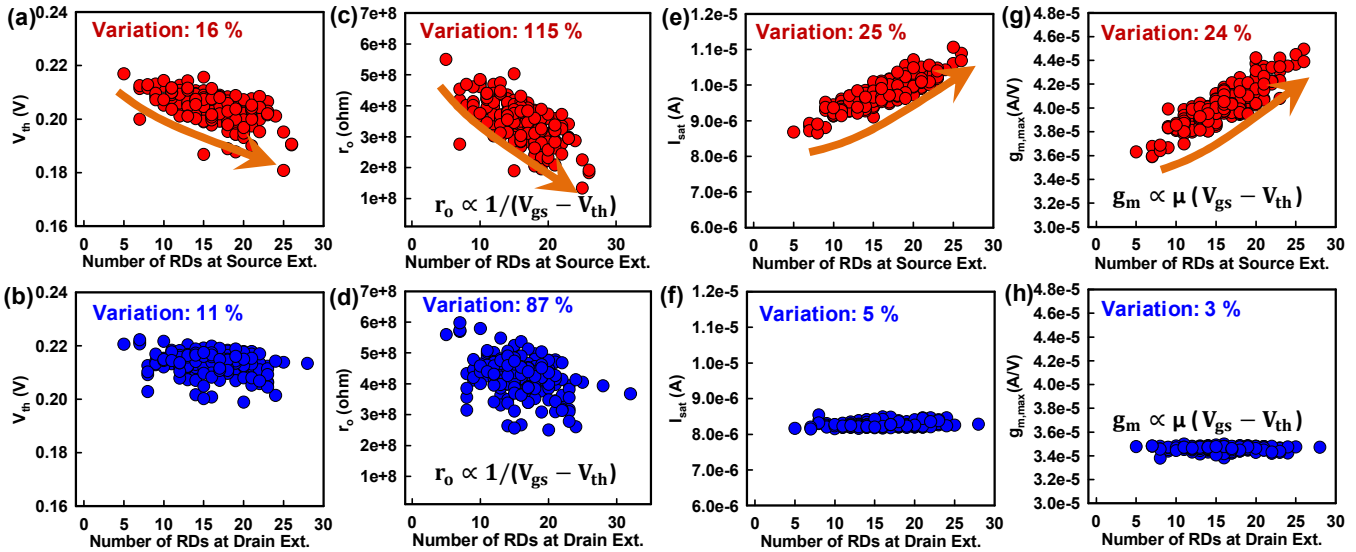 (a)
Variation: 16 %
0.24
0.22
0.20
0.18
0.16
V_th (V)
0 5 10 15 20 25 30
Number of RDs at Source Ext.
(c)
Variation: 115 %
7e+8
6e+8
5e+8
4e+8
3e+8
2e+8
1e+8
r_o (ohm)
r_o ∝ 1/(V_gs − V_th)
0 5 10 15 20 25 30
Number of RDs at Source Ext.
(e)
Variation: 25 %
1.2e-5
1.1e-5
1.0e-5
9.0e-6
8.0e-6
7.0e-6
6.0e-6
I_sat (A)
0 5 10 15 20 25 30
Number of RDs at Source Ext.
(g)
Variation: 24 %
4.8e-5
4.6e-5
4.4e-5
4.2e-5
4.0e-5
3.8e-5
3.6e-5
3.4e-5
3.2e-5
3.0e-5
g_m,max(A/V)
g_m ∝ μ (V_gs − V_th)
0 5 10 15 20 25 30
Number of RDs at Source Ext.
(b)
Variation: 11 %
0.24
0.22
0.20
0.18
0.16
V_th (V)
0 5 10 15 20 25 30
Number of RDs at Drain Ext.
(d)
Variation: 87 %
7e+8
6e+8
5e+8
4e+8
3e+8
2e+8
1e+8
r_o (ohm)
r_o ∝ 1/(V_gs − V_th)
0 10 20 30
Number of RDs at Drain Ext.
(f)
Variation: 5 %
1.2e-5
1.1e-5
1.0e-5
9.0e-6
8.0e-6
7.0e-6
6.0e-6
I_sat (A)
0 5 10 15 20 25 30
Number of RDs at Drain Ext.
(h)
Variation: 3 %
4.8e-5
4.6e-5
4.4e-5
4.2e-5
4.0e-5
3.8e-5
3.6e-5
3.4e-5
3.2e-5
3.0e-5
g_m,max(A/V)
g_m ∝ μ (V_gs − V_th)
0 5 10 15 20 25 30
Number of RDs at Drain Ext.